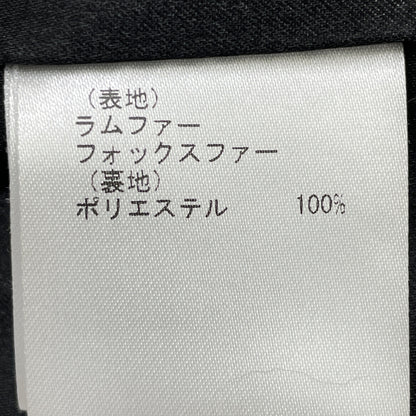 （表地）
ラムファー
フォックスファー
（裏地）
ポリエステル　　　100%